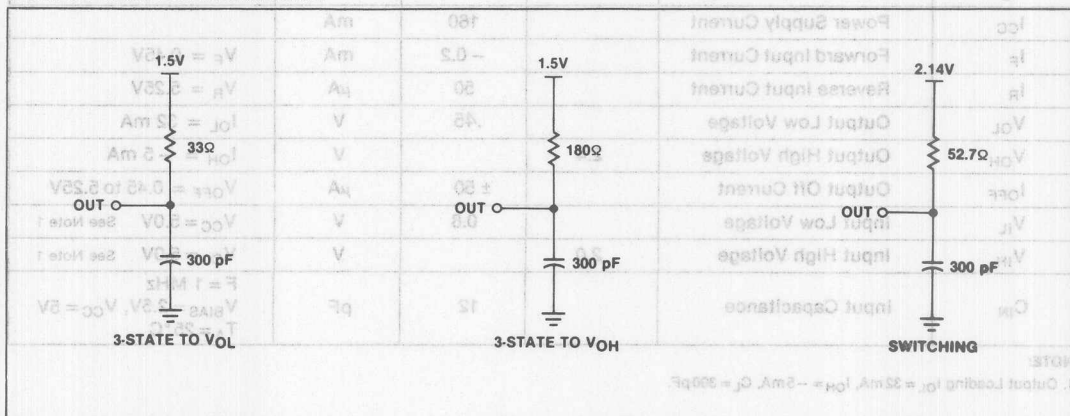 1.5V
33Ω
OUT
300 pF
3-STATE TO VOL
1.5V
180Ω
OUT
300 pF
3-STATE TO VOH
2.14V
52.7Ω
OUT
300 pF
SWITCHING